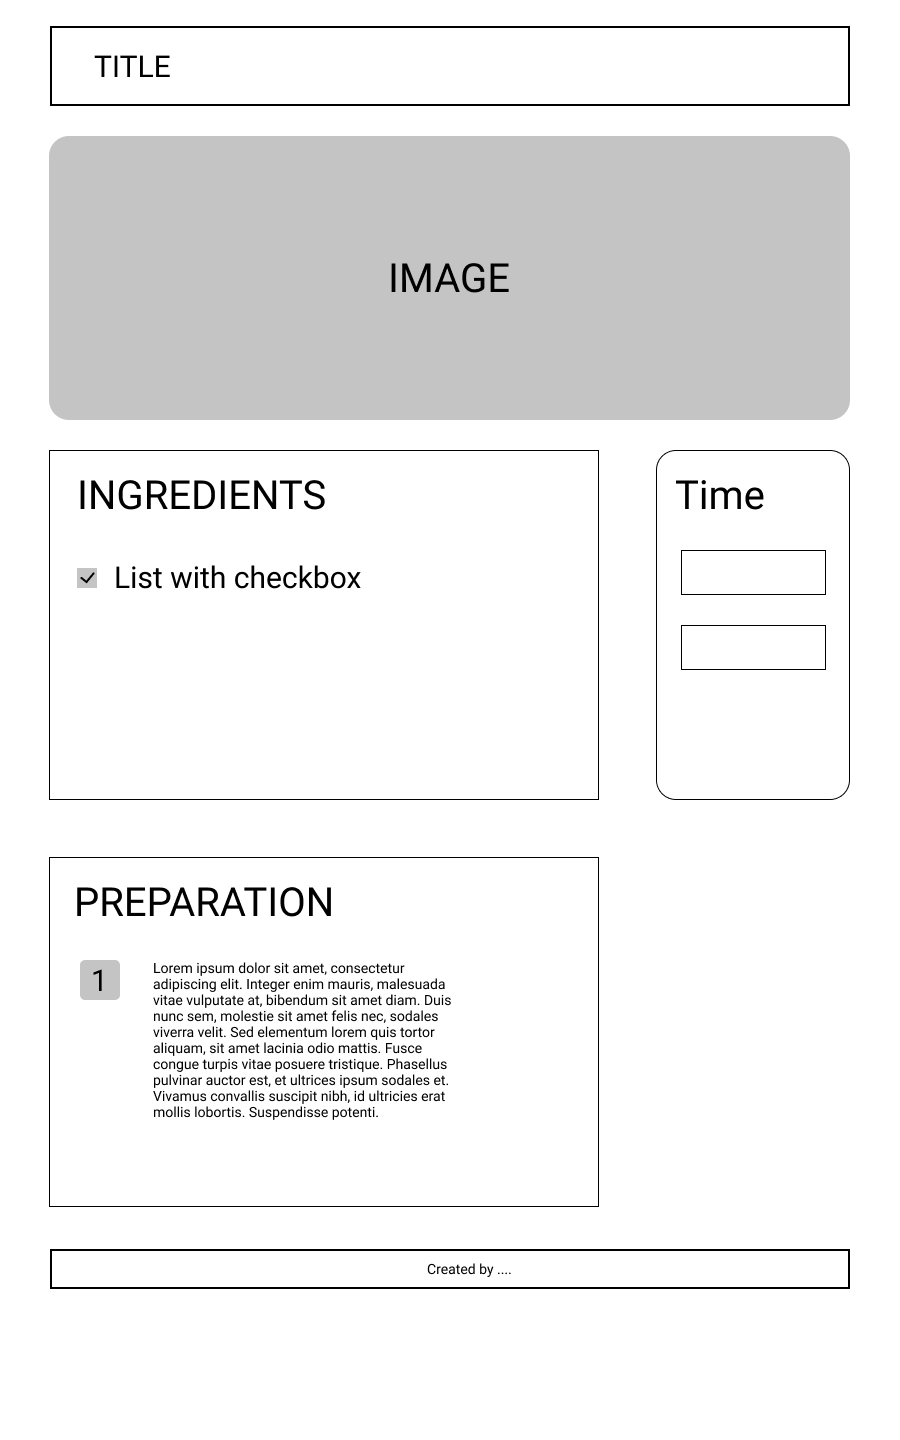 TITLE
IMAGE
INGREDIENTS
List with checkbox
Time
PREPARATION
1
Lorem ipsum dolor sit amet, consectetur
adipiscing elit. Integer enim mauris, malesuada
vitae vulputate at, bibendum sit amet diam. Duis
nunc sem, molestie sit amet felis nec, sodales
viverra velit. Sed elementum lorem quis tortor
aliquam, sit amet lacinia odio mattis. Fusce
congue turpis vitae posuere tristique. Phasellus
pulvinar auctor est, et ultrices ipsum sodales et.
Vivamus convallis suscipit nibh, id ultricies erat
mollis lobortis. Suspendisse potenti.
Created by ....